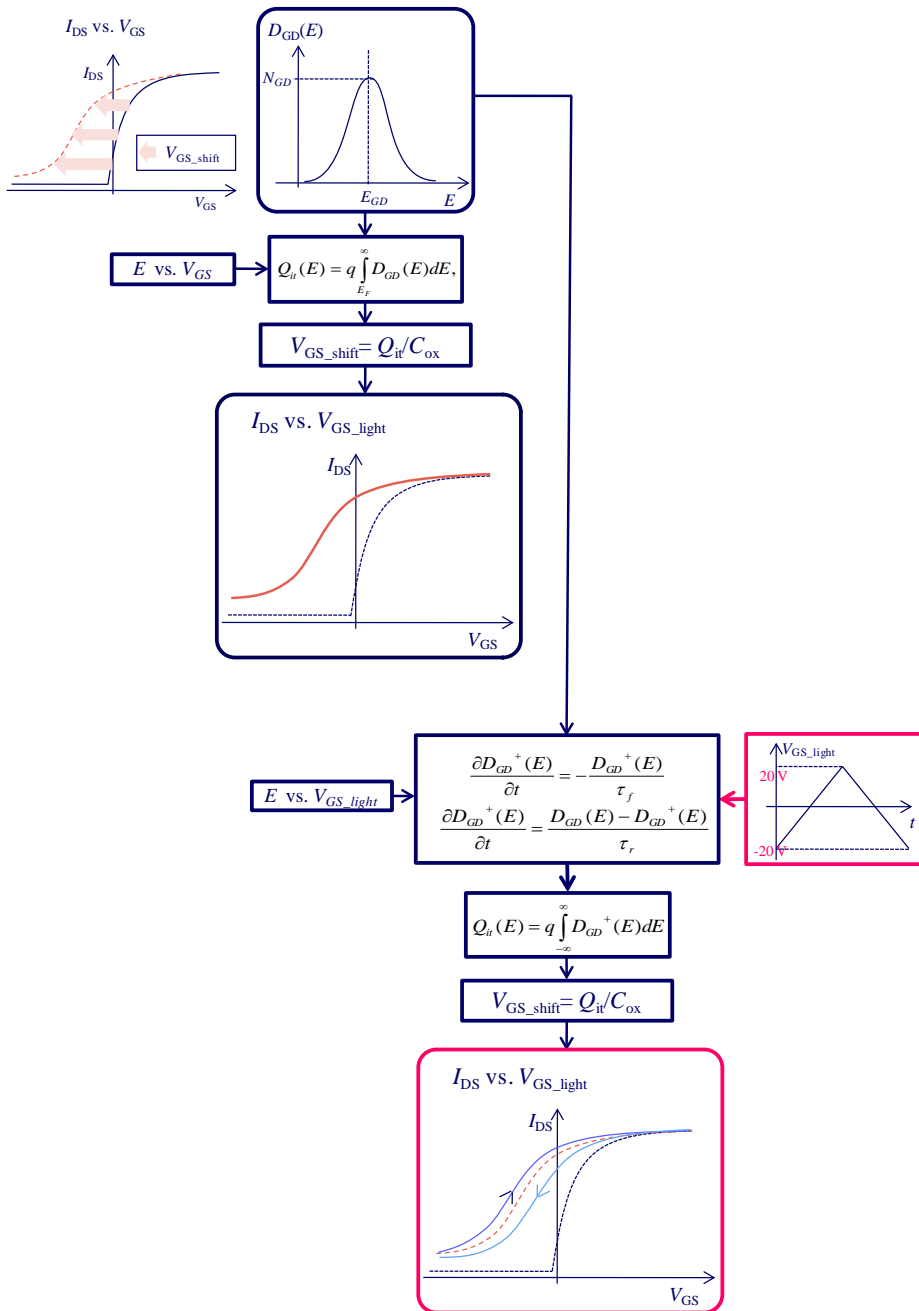 I_DS vs. V_GS
I_DS
V_GS_shift
V_GS
D_GD(E)
N_GD
E_GD
E
E vs. V_GS
Q_it(E) = q ∫_{E_F}^{∞} D_GD(E)dE,
V_GS_shift= Q_it/C_ox
I_DS vs. V_GS_light
I_DS
V_GS
E vs. V_GS_light
∂D_GD⁺(E)/∂t = − D_GD⁺(E)/τ_f
∂D_GD⁺(E)/∂t = (D_GD(E) − D_GD⁺(E))/τ_r
V_GS_light
20 V
t
-20 V
Q_it(E) = q ∫_{−∞}^{∞} D_GD⁺(E)dE
V_GS_shift= Q_it/C_ox
I_DS vs. V_GS_light
I_DS
V_GS